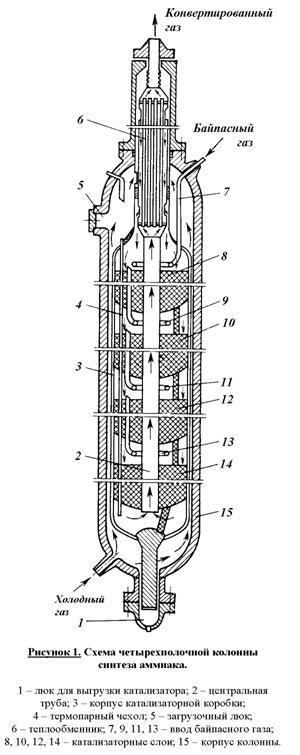 Конвертированный
газ
6
Байпасный
газ
5
7
8
4
9
10
3
11
12
13
2
14
15
Холодный
газ
1
Рисунок 1. Схема четырехполочной колонны
синтеза аммиака.
1 – люк для выгрузки катализатора; 2 – центральная
труба; 3 – корпус катализаторной коробки;
4 – термопарный чехол; 5 – загрузочный люк;
6 – теплообменник; 7, 9, 11, 13 – ввод байпасного газа;
8, 10, 12, 14 – катализаторные слои; 15 – корпус колонны.